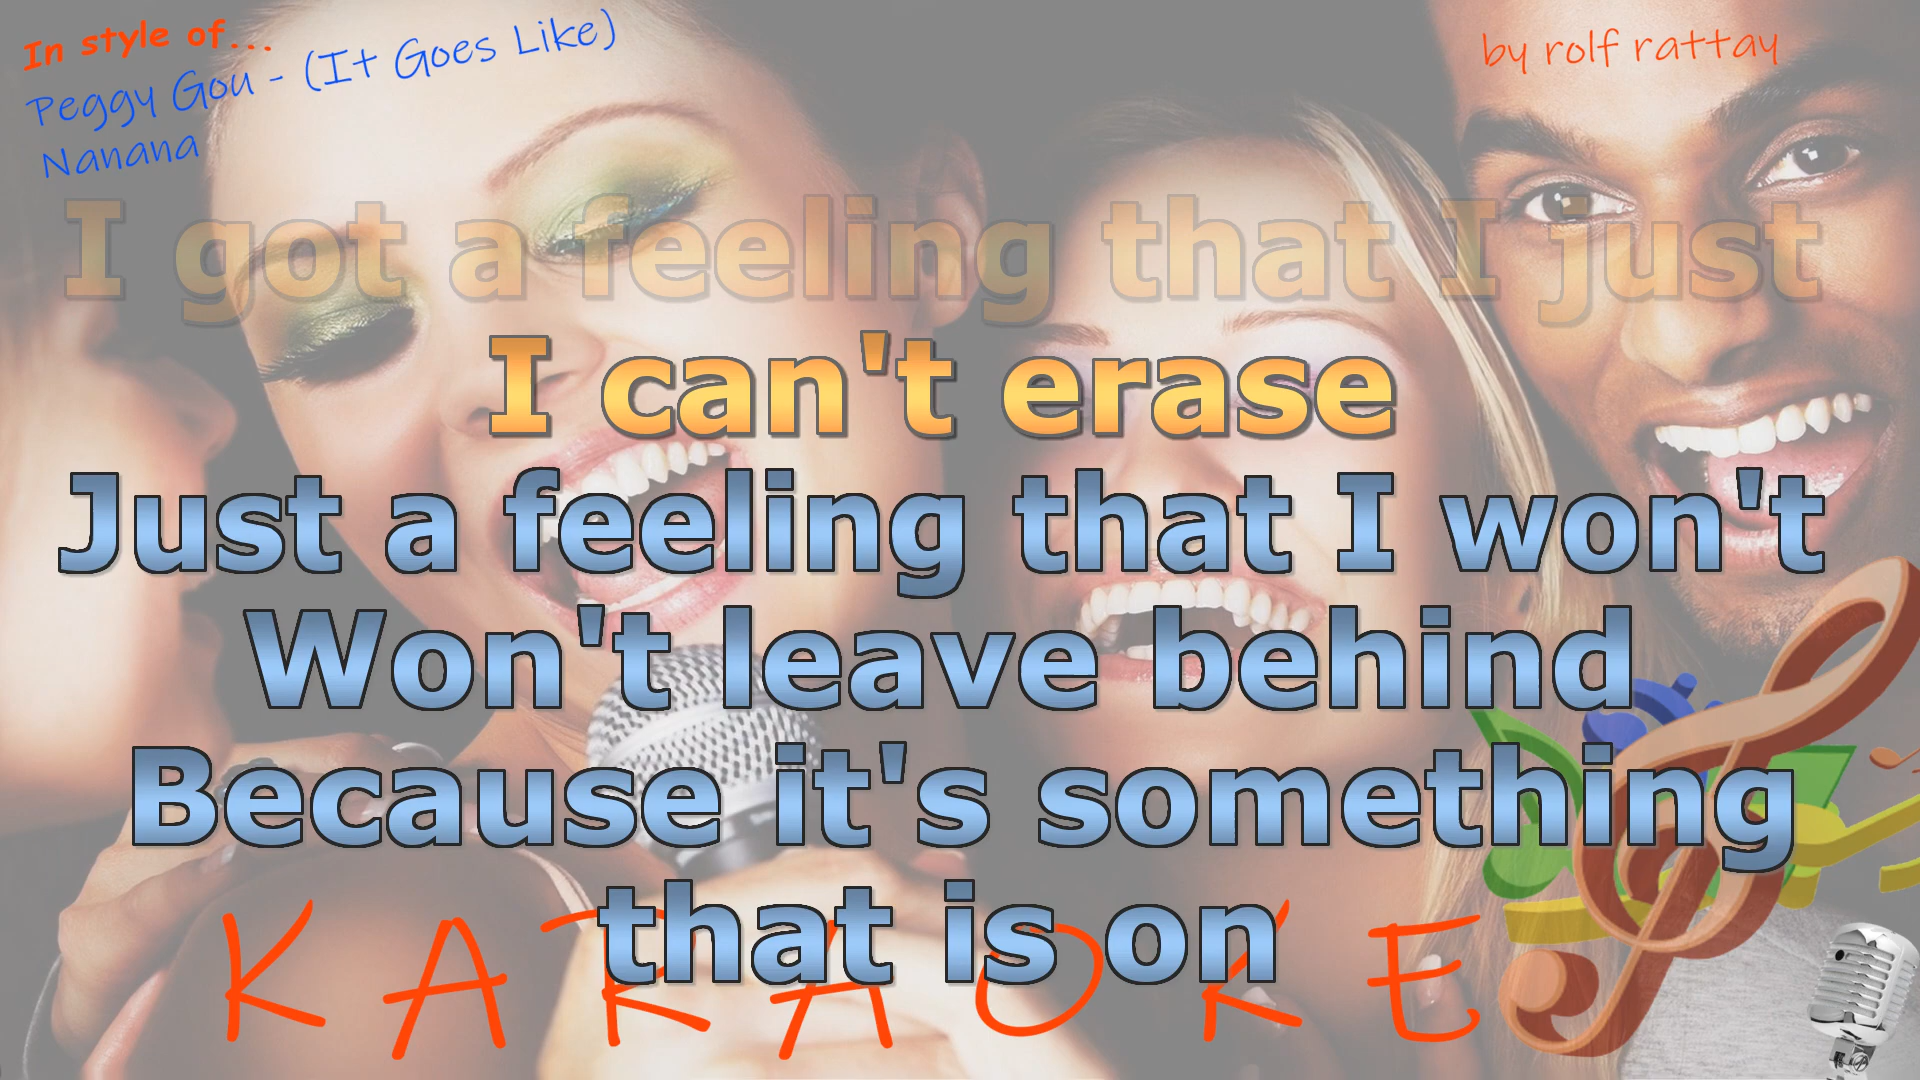 In style of...
Peggy Gou - (It Goes Like)
Nanana
by rolf rattay
I got a feeling that I just
I can't erase
Just a feeling that I won't
Won't leave behind
Because it's something
that is on
KARAOKE